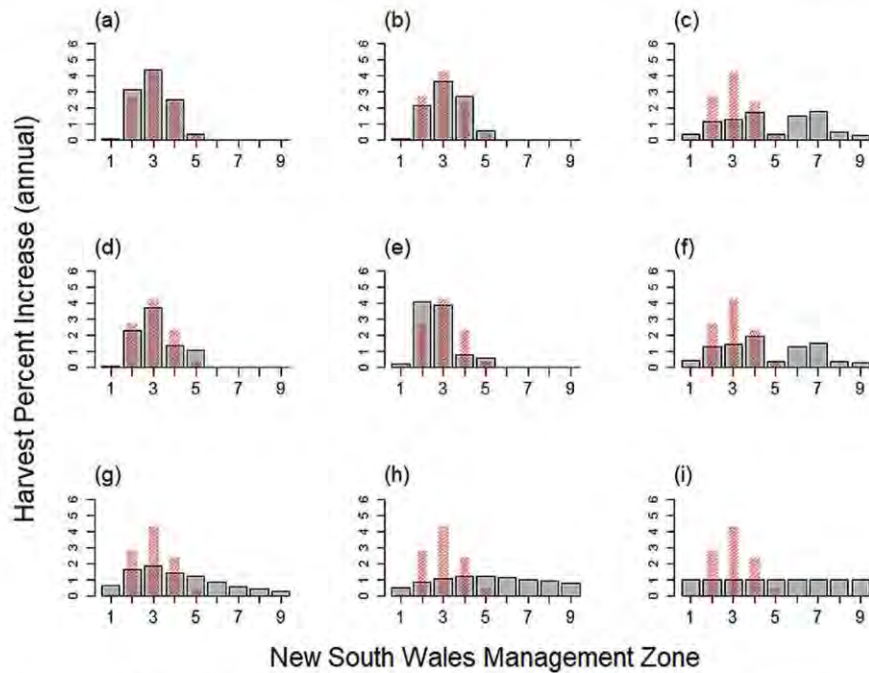 Harvest Percent Increase (annual)
(a)
0 1 2 3 4 5 6
1 3 5 7 9
(b)
0 1 2 3 4 5 6
1 3 5 7 9
(c)
0 1 2 3 4 5 6
1 3 5 7 9
(d)
0 1 2 3 4 5 6
1 3 5 7 9
(e)
0 1 2 3 4 5 6
1 3 5 7 9
(f)
0 1 2 3 4 5 6
1 3 5 7 9
(g)
0 1 2 3 4 5 6
1 3 5 7 9
(h)
0 1 2 3 4 5 6
1 3 5 7 9
(i)
0 1 2 3 4 5 6
1 3 5 7 9
New South Wales Management Zone